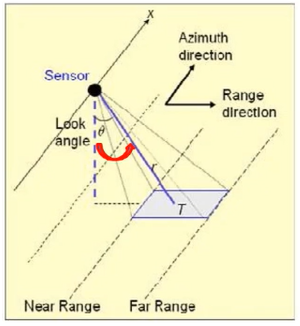 x
Azimuth
direction
Sensor
Range
direction
Look
angle
θ
r
T
Near Range
Far Range